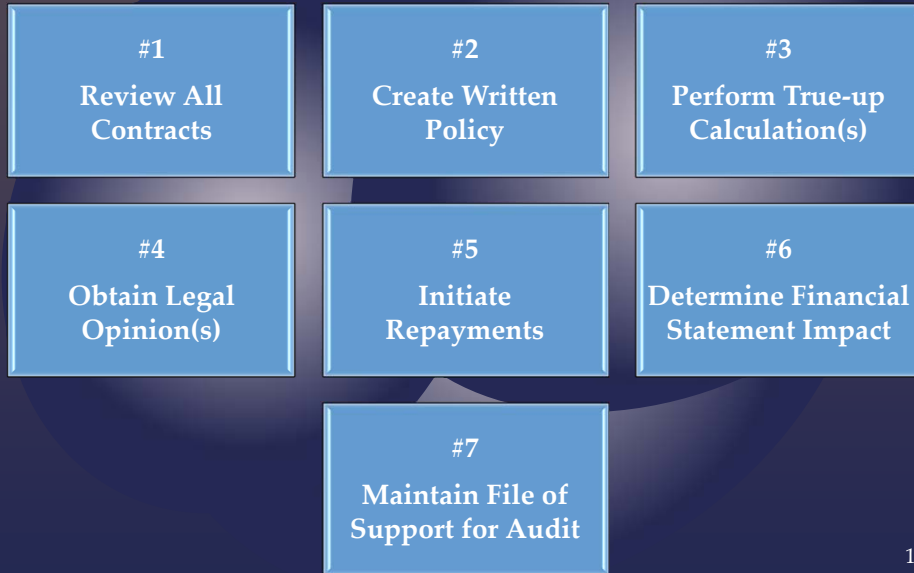 #1
Review All
Contracts
#2
Create Written
Policy
#3
Perform True-up
Calculation(s)
#4
Obtain Legal
Opinion(s)
#5
Initiate
Repayments
#6
Determine Financial
Statement Impact
#7
Maintain File of
Support for Audit
1